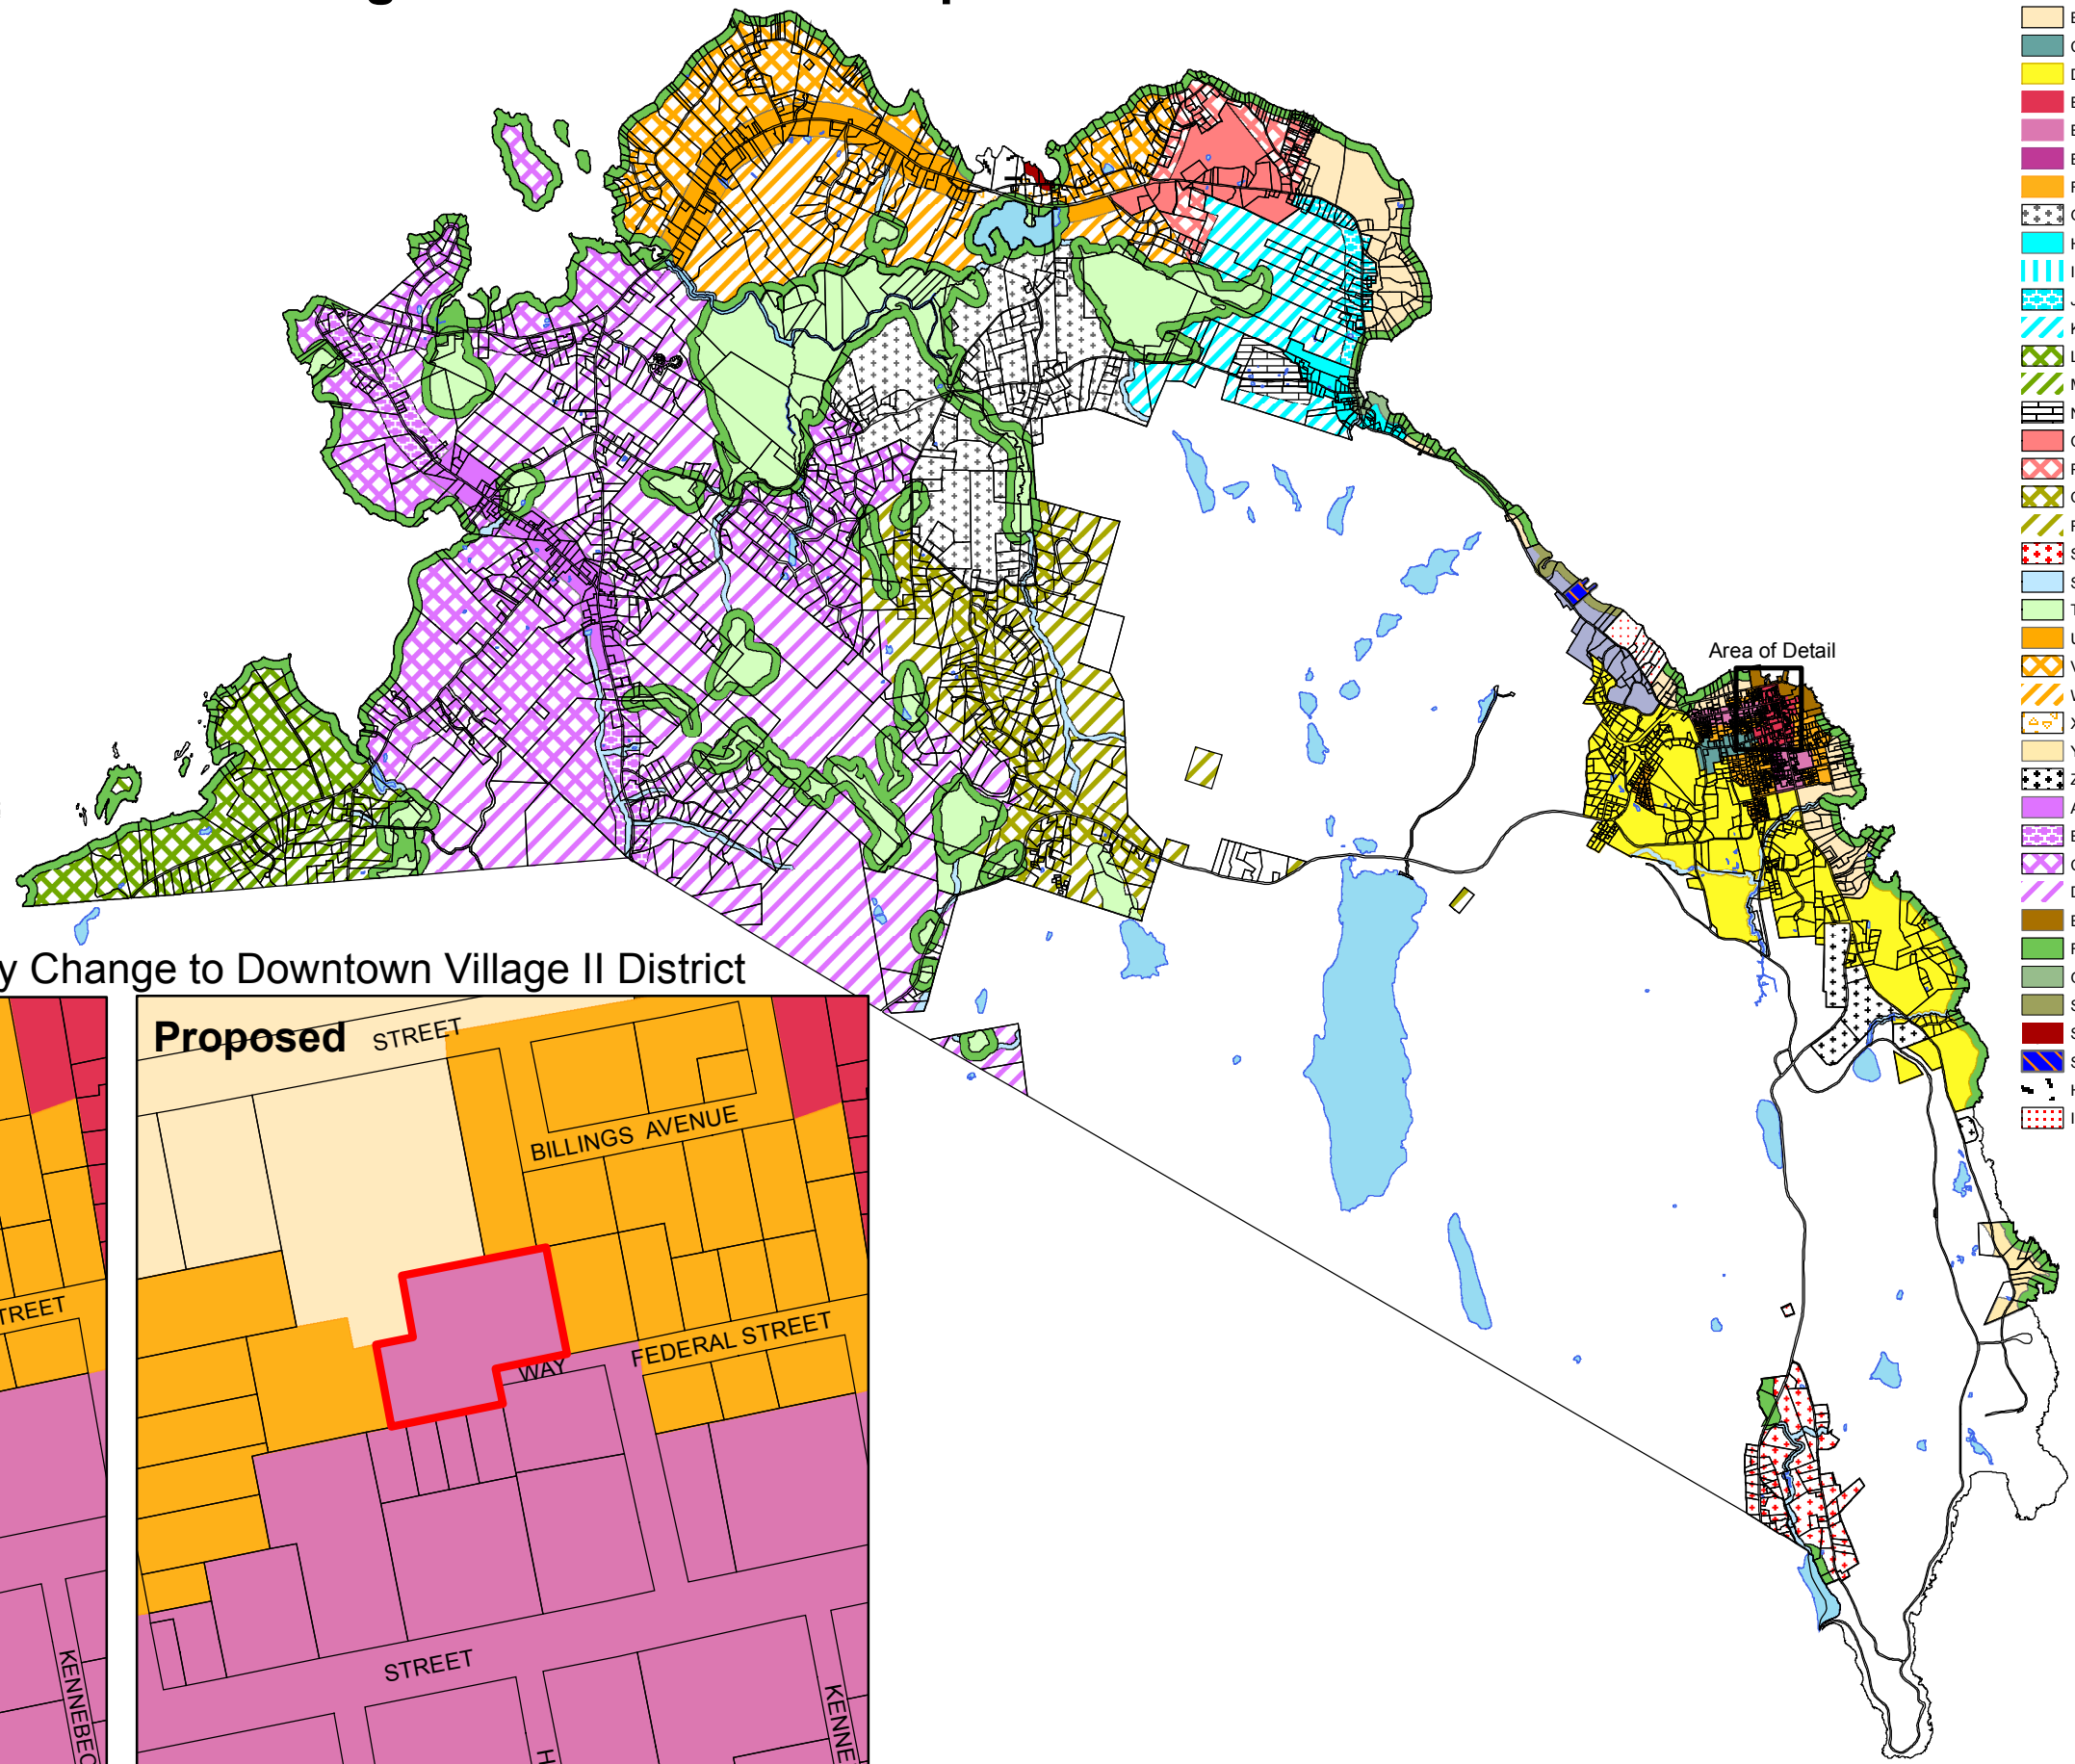 Area of Detail
y Change to Downtown Village II District
Proposed
STREET
BILLINGS AVENUE
TREET
FEDERAL STREET
WAY
STREET
KENNEBEC
KENNE
H
E
C
D
E
E
E
F
G
H
I
J
K
L
M
N
O
P
Q
R
S
S
T
U
V
W
X
Y
Z
A
B
C
D
E
F
G
S
S
S
H
I